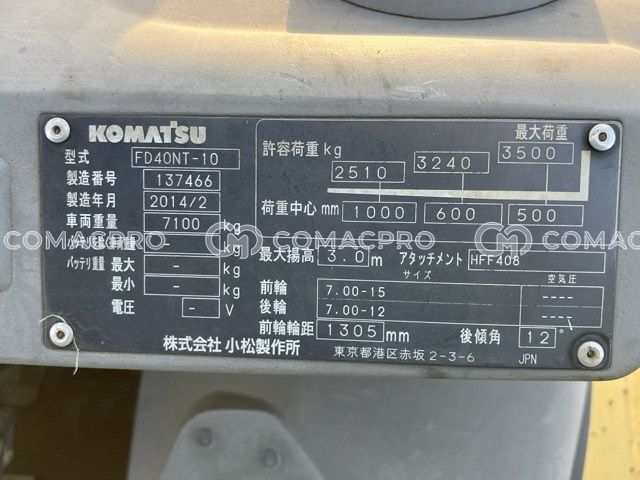 KOMATSU
型式 FD40NT-10
製造番号 137466
製造年月 2014/2
車両重量 7100 kg
- kg
バッテリ重量 最大 - kg
最小 - kg
電圧 - V
株式会社 小松製作所
最大荷重
許容荷重 kg 2510 3240 3500
荷重中心 mm 1000 600 500
最大揚高 3.0 m アタッチメント HFF408
サイズ 空気圧
前輪 7.00-15 ----
後輪 7.00-12 ----
前輪輪距 1305 mm 後傾角 12°
東京都港区赤坂 2-3-6 JPN
COMACPRO COMACPRO COMACPRO